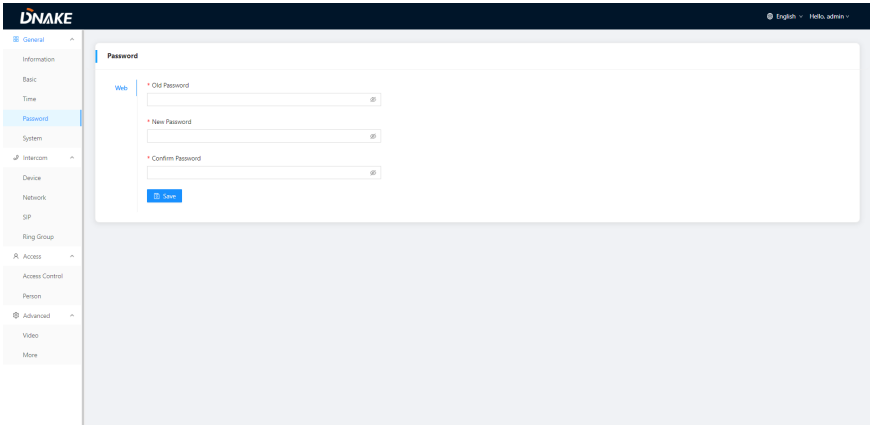 DNAKE
English
Hello, admin
General
Information
Basic
Time
Password
System
Intercom
Device
Network
SIP
Ring Group
Access
Access Control
Person
Advanced
Video
More
Password
Web
* Old Password
* New Password
* Confirm Password
Save